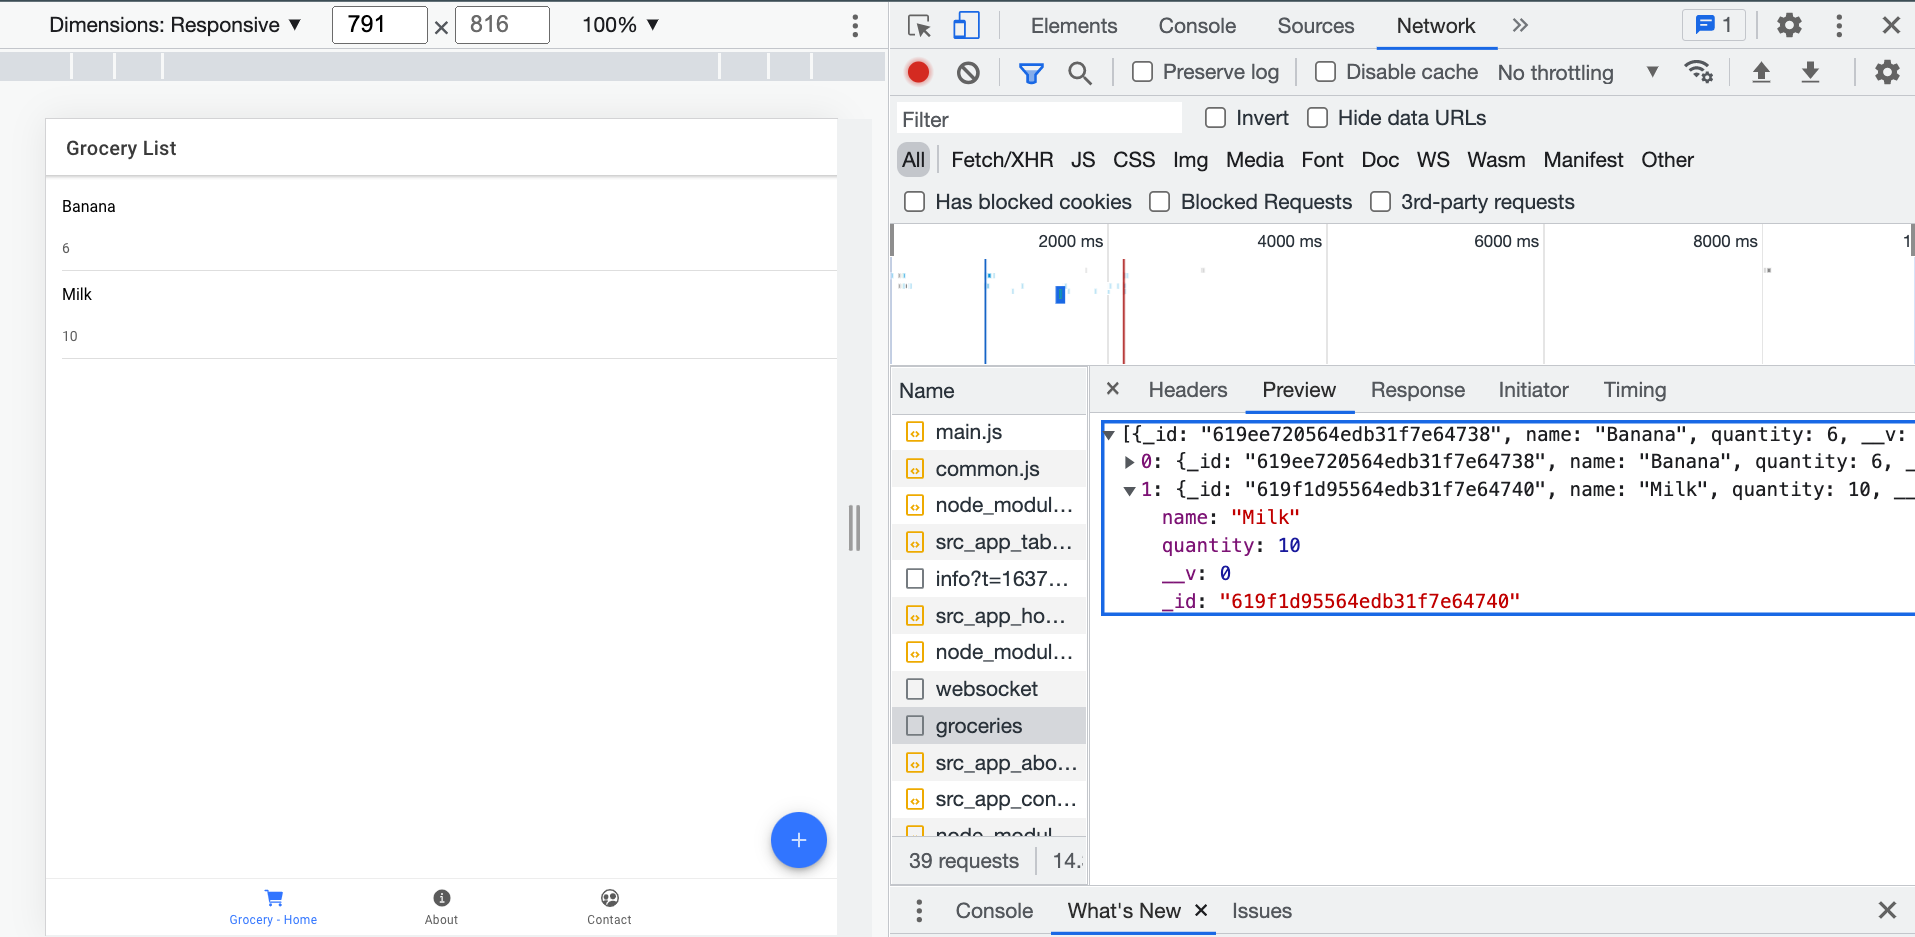 Dimensions: Responsive ▼ 791 × 816 100% ▼
Grocery List
Banana
6
Milk
10
+
Grocery - Home
About
Contact
Elements Console Sources Network » 1
Preserve log Disable cache No throttling ▼
Filter Invert Hide data URLs
All Fetch/XHR JS CSS Img Media Font Doc WS Wasm Manifest Other
Has blocked cookies Blocked Requests 3rd-party requests
2000 ms 4000 ms 6000 ms 8000 ms 1
Name
main.js
common.js
node_modul...
src_app_tab...
info?t=1637...
src_app_ho...
node_modul...
websocket
groceries
src_app_abo...
src_app_con...
node_modul
39 requests 14.
× Headers Preview Response Initiator Timing
▼[{_id: "619ee720564edb31f7e64738", name: "Banana", quantity: 6, __v:
▶0: {_id: "619ee720564edb31f7e64738", name: "Banana", quantity: 6, _
▼1: {_id: "619f1d95564edb31f7e64740", name: "Milk", quantity: 10, __
name: "Milk"
quantity: 10
__v: 0
_id: "619f1d95564edb31f7e64740"
Console What's New × Issues